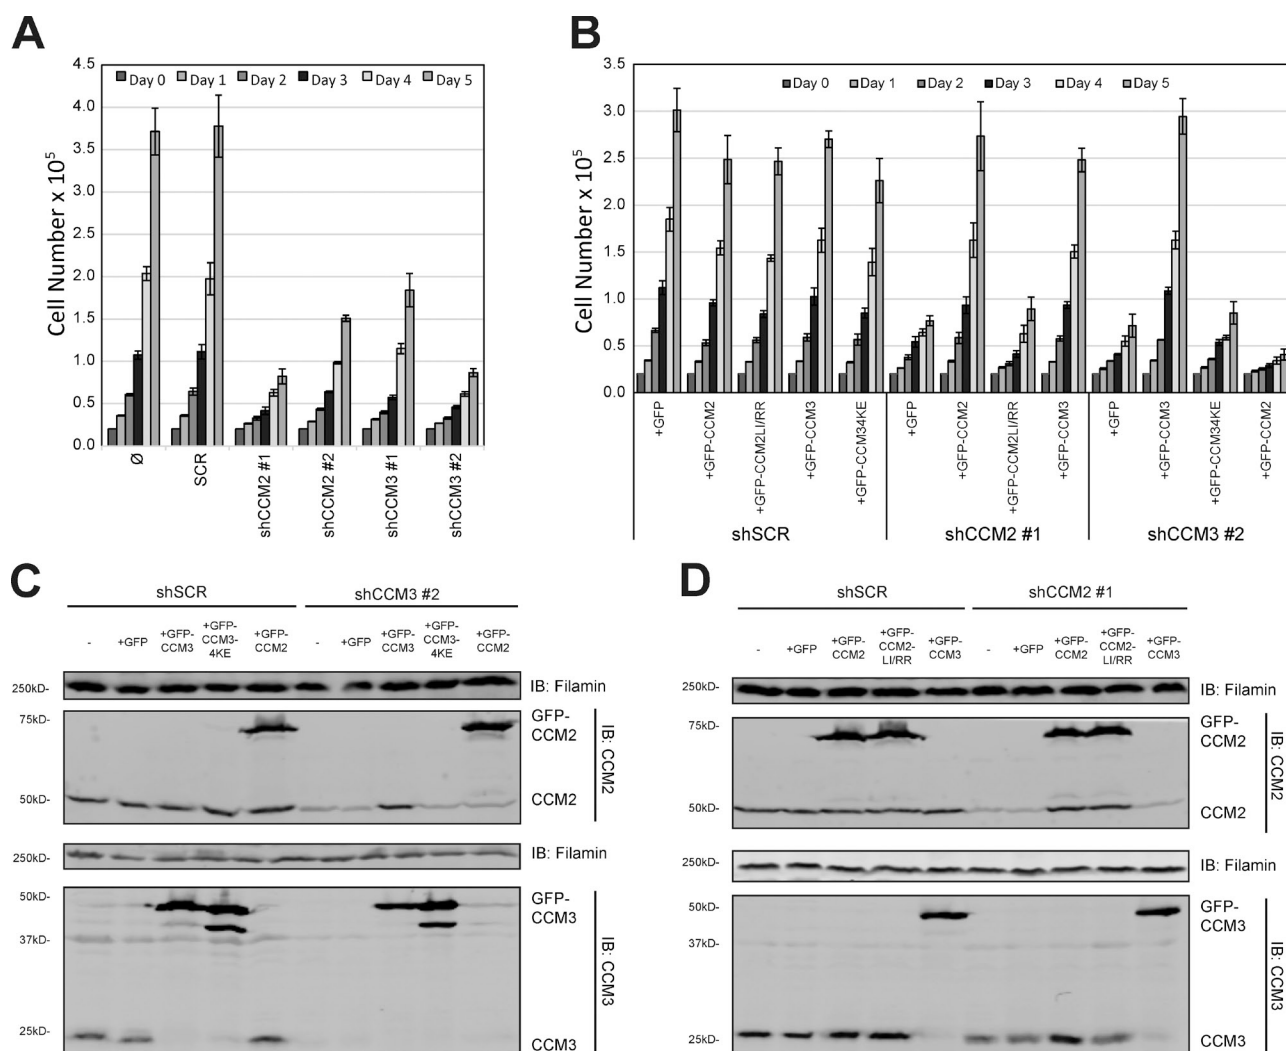 A
4.5
4.0
3.5
3.0
2.5
2.0
1.5
1.0
0.5
0.0
Cell Number x 10⁵
Day 0 Day 1 Day 2 Day 3 Day 4 Day 5
Ø
SCR
shCCM2 #1
shCCM2 #2
shCCM3 #1
shCCM3 #2
B
3.5
3.0
2.5
2.0
1.5
1.0
0.5
0.0
Cell Number x 10⁵
Day 0 Day 1 Day 2 Day 3 Day 4 Day 5
+GFP
+GFP-CCM2
+GFP-CCM2LI/RR
+GFP-CCM3
+GFP-CCM34KE
+GFP
+GFP-CCM2
+GFP-CCM2LI/RR
+GFP-CCM3
+GFP
+GFP-CCM3
+GFP-CCM34KE
+GFP-CCM2
shSCR
shCCM2 #1
shCCM3 #2
C
shSCR
shCCM3 #2
-
+GFP
+GFP-
CCM3
+GFP-
CCM3-
4KE
+GFP-
CCM2
-
+GFP
+GFP-
CCM3
+GFP-
CCM3-
4KE
+GFP-
CCM2
250kD-
IB: Filamin
75kD-
GFP-
CCM2
50kD-
CCM2
IB: CCM2
250kD-
IB: Filamin
50kD-
GFP-
CCM3
37kD-
25kD-
CCM3
IB: CCM3
D
shSCR
shCCM2 #1
-
+GFP
+GFP-
CCM2
+GFP-
CCM2-
LI/RR
+GFP-
CCM3
-
+GFP
+GFP-
CCM2
+GFP-
CCM2-
LI/RR
+GFP-
CCM3
250kD-
IB: Filamin
75kD-
GFP-
CCM2
50kD-
CCM2
IB: CCM2
250kD-
IB: Filamin
50kD-
GFP-
CCM3
37kD-
25kD-
CCM3
IB: CCM3